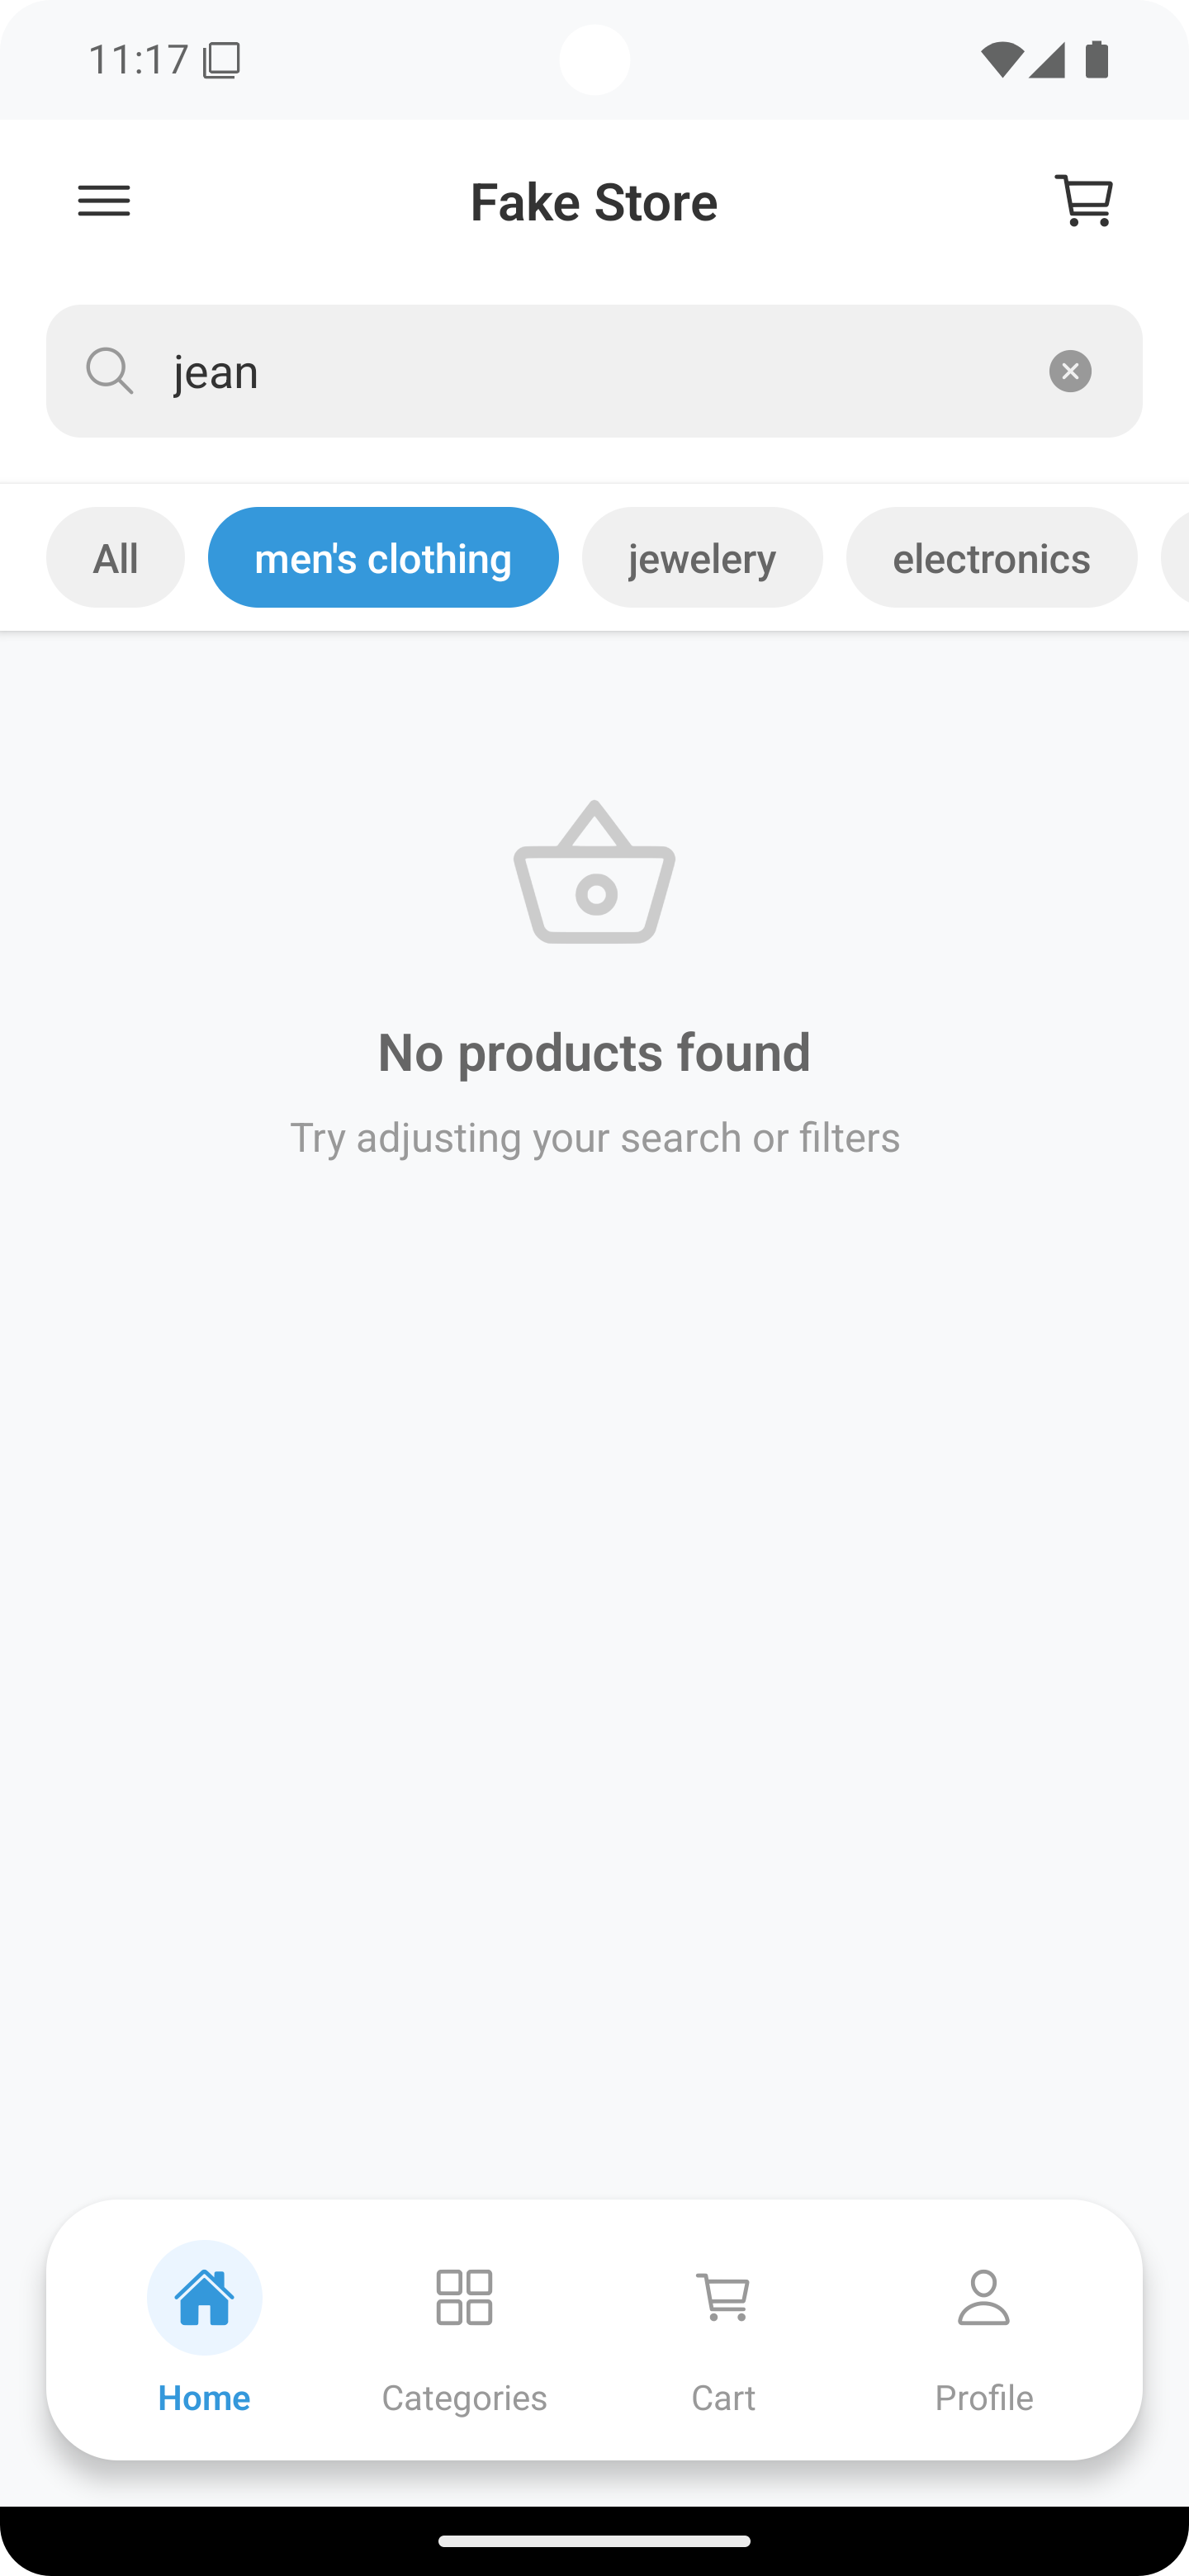 11:17
Fake Store
jean
All men's clothing jewelery electronics
No products found
Try adjusting your search or filters
Home Categories Cart Profile